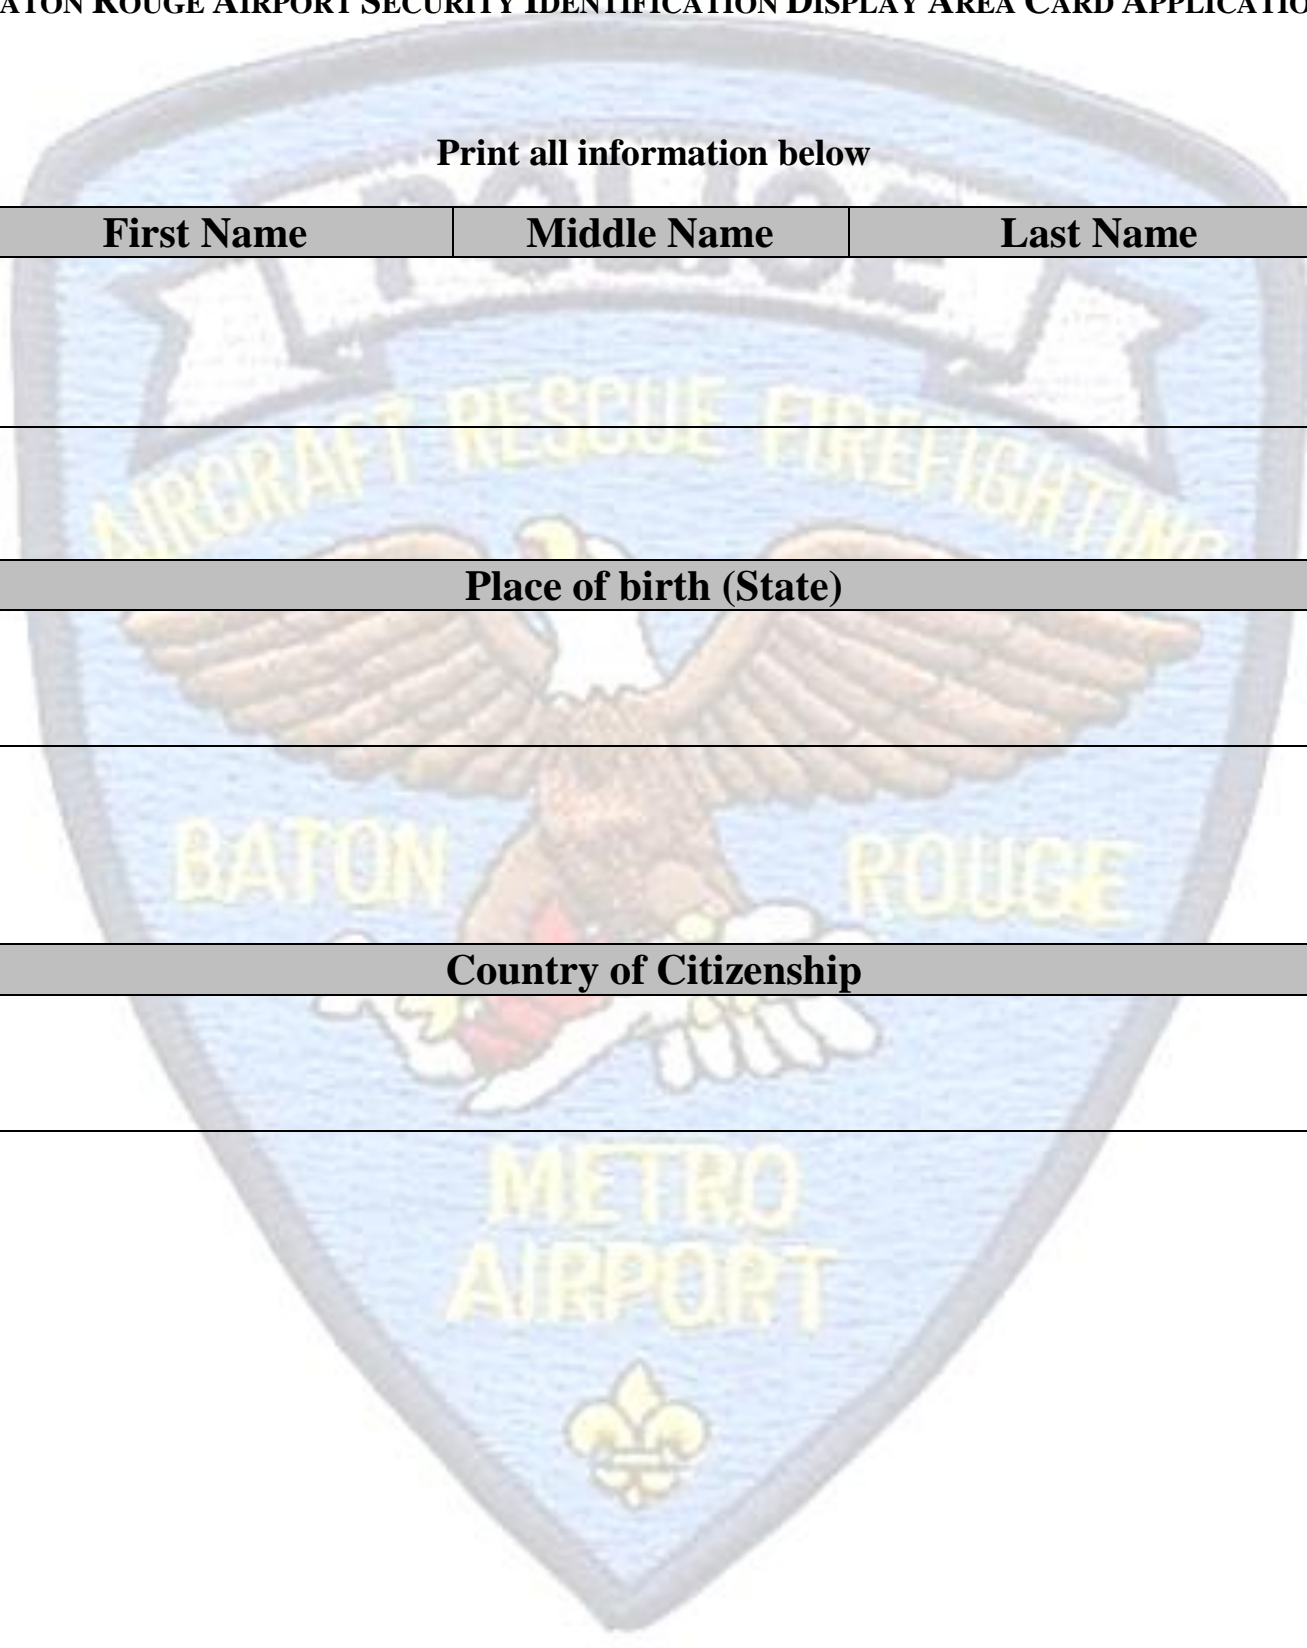 ATON ROUGE AIRPORT SECURITY IDENTIFICATION DISPLAY AREA CARD APPLICATIO
Print all information below
POLICE
First Name Middle Name Last Name
AIRCRAFT RESCUE FIREFIGHTING
Place of birth (State)
BATON ROUGE
Country of Citizenship
METRO
AIRPORT